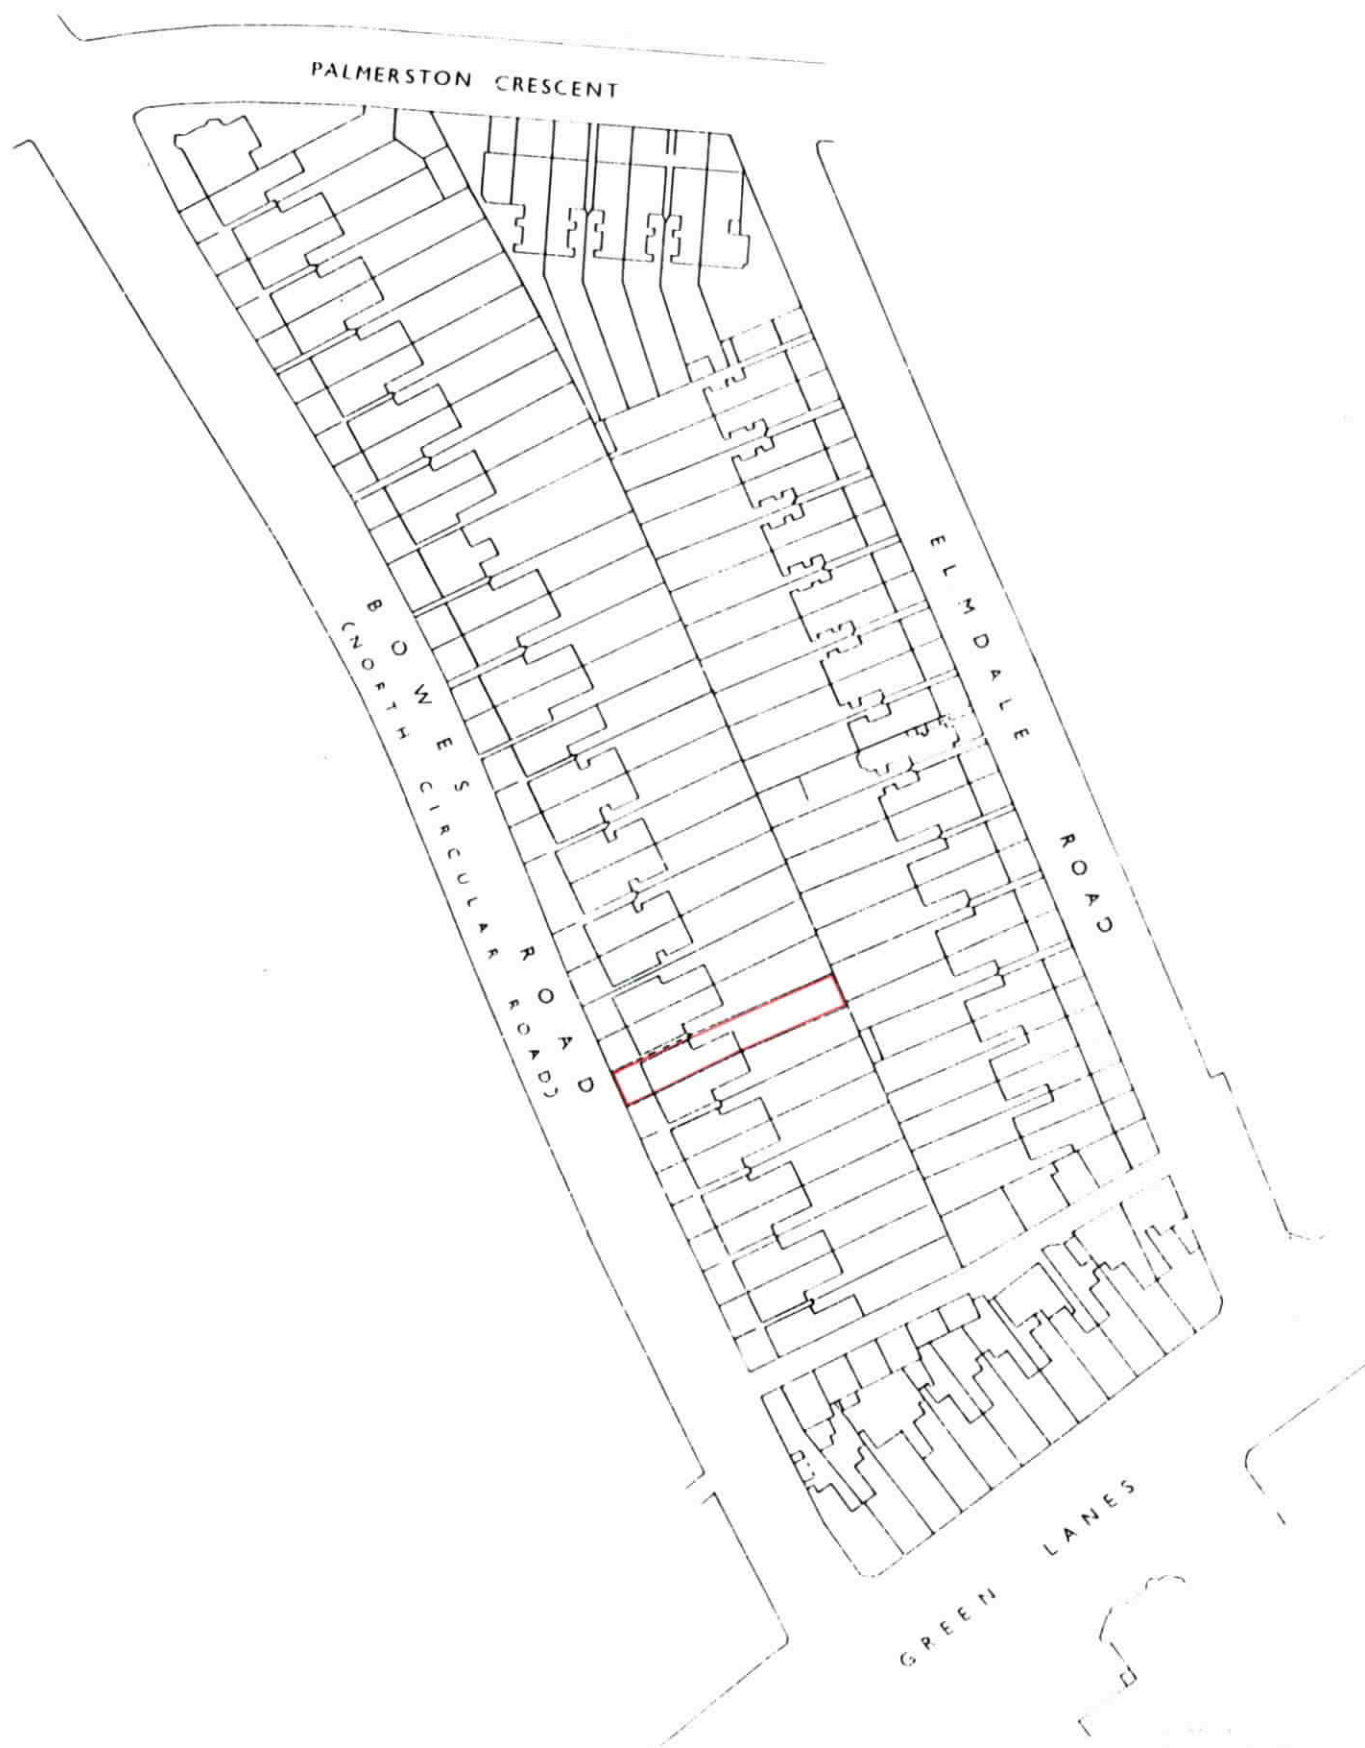 PALMERSTON CRESCENT
BOWES ROAD
(NORTH CIRCULAR ROAD)
ELMDALE ROAD
GREEN LANES